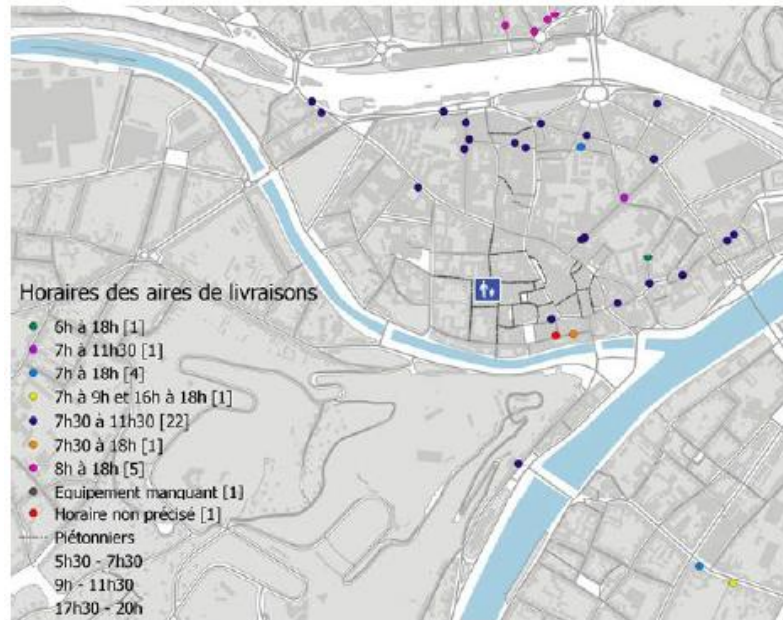 Horaires des aires de livraisons
6h à 18h [1]
7h à 11h30 [1]
7h à 18h [4]
7h à 9h et 16h à 18h [1]
7h30 à 11h30 [22]
7h30 à 18h [1]
8h à 18h [5]
Equipement manquant [1]
Horaire non précisé [1]
Piétonniers
5h30 - 7h30
9h - 11h30
17h30 - 20h